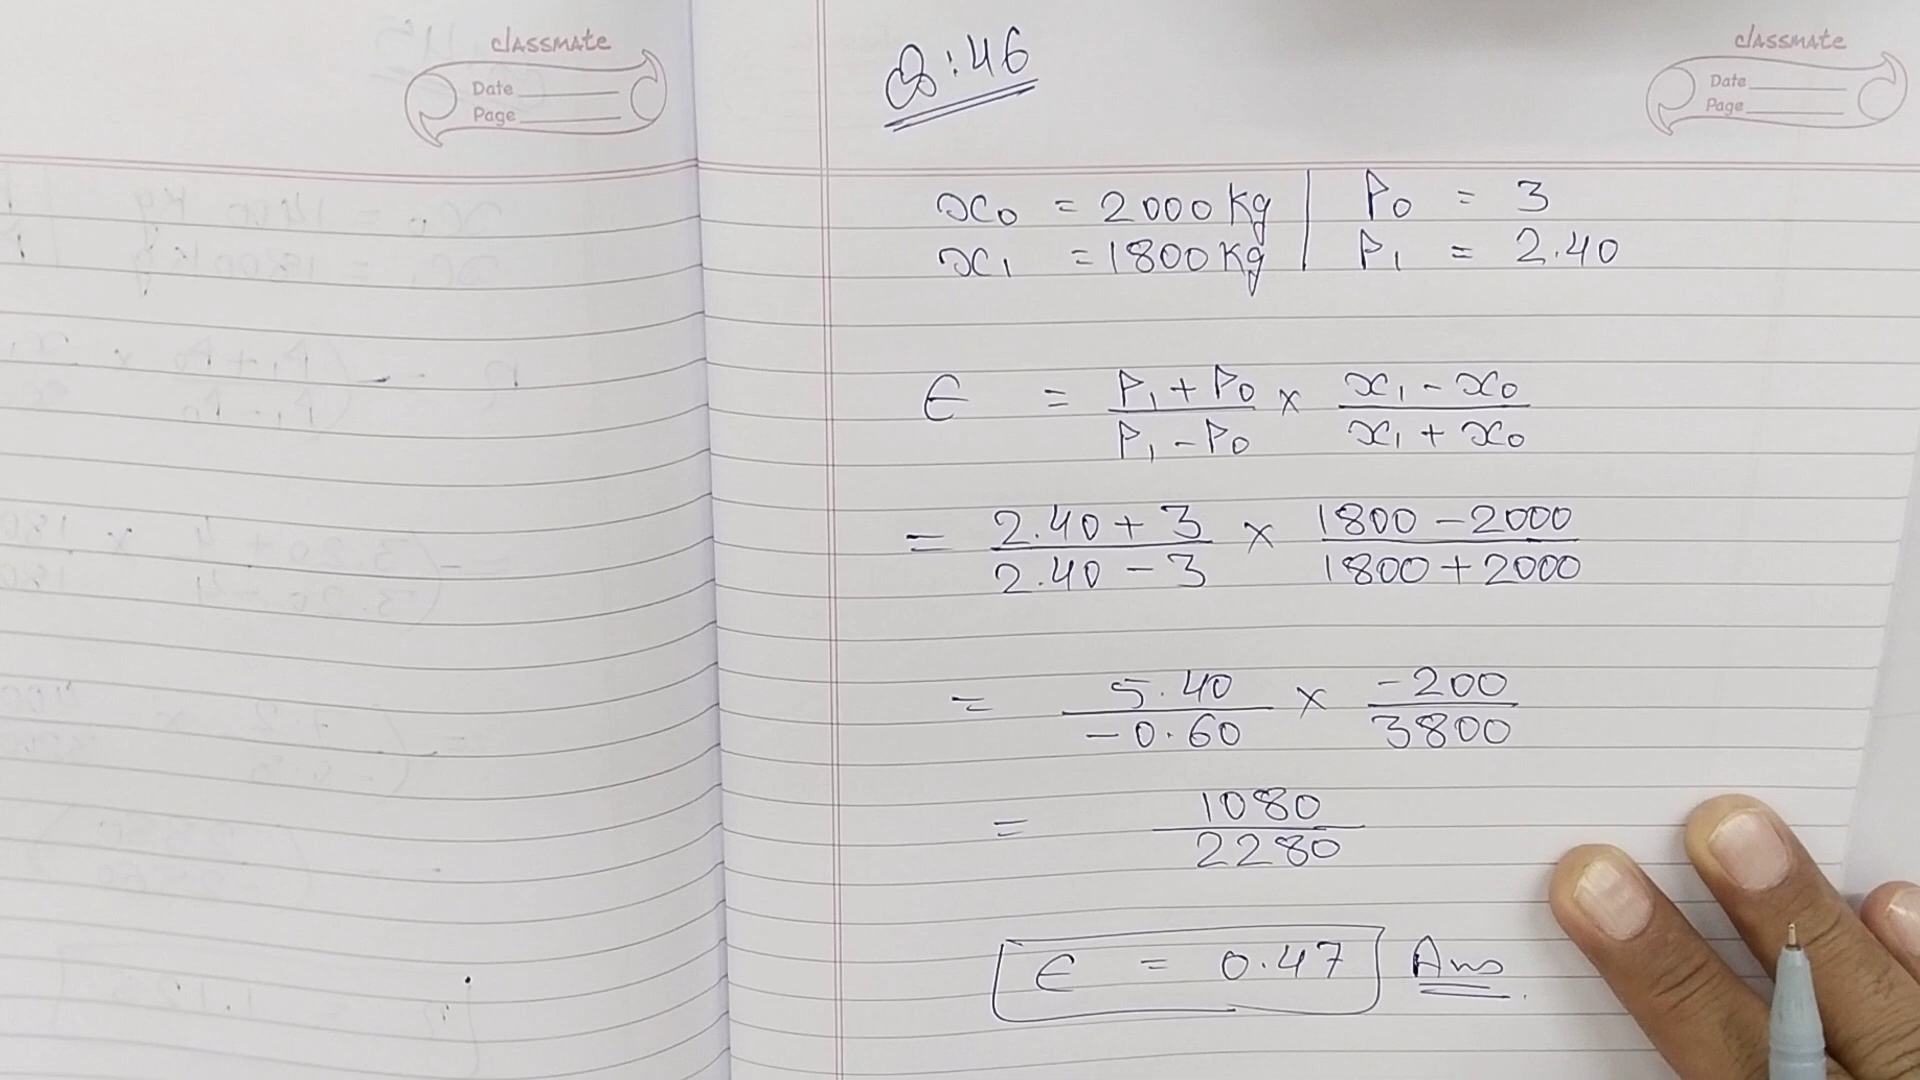 classmate
Date
Page
Q:46
classmate
Date
Page
x₀ = 2000 kg | P₀ = 3
x₁ = 1800 kg | P₁ = 2.40
ϵ = (P₁ + P₀)/(P₁ - P₀) × (x₁ - x₀)/(x₁ + x₀)
= (2.40 + 3)/(2.40 - 3) × (1800 - 2000)/(1800 + 2000)
= 5.40/-0.60 × -200/3800
= 1080/2280
ϵ = 0.47 Ans.